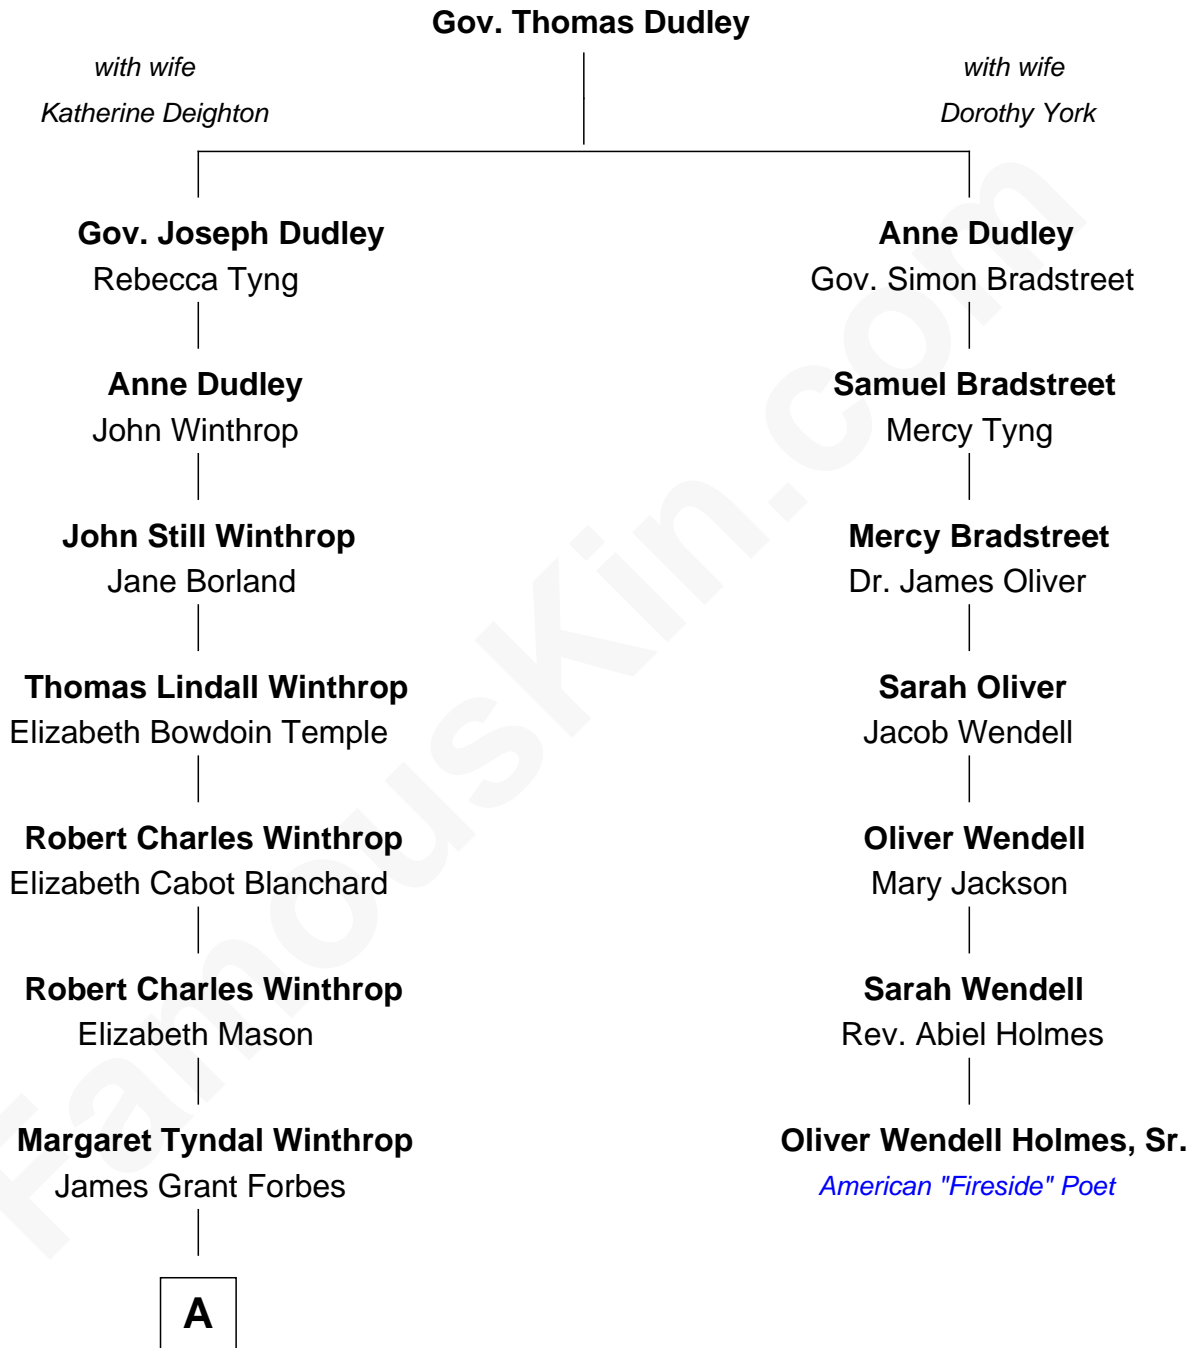 Gov. Thomas Dudley
with wife
Katherine Deighton
with wife
Dorothy York
Gov. Joseph Dudley
Rebecca Tyng
Anne Dudley
Gov. Simon Bradstreet
Anne Dudley
John Winthrop
Samuel Bradstreet
Mercy Tyng
John Still Winthrop
Jane Borland
Mercy Bradstreet
Dr. James Oliver
Thomas Lindall Winthrop
Elizabeth Bowdoin Temple
Sarah Oliver
Jacob Wendell
Robert Charles Winthrop
Elizabeth Cabot Blanchard
Oliver Wendell
Mary Jackson
Robert Charles Winthrop
Elizabeth Mason
Sarah Wendell
Rev. Abiel Holmes
Margaret Tyndal Winthrop
James Grant Forbes
Oliver Wendell Holmes, Sr.
American "Fireside" Poet
A
FamousKin.com